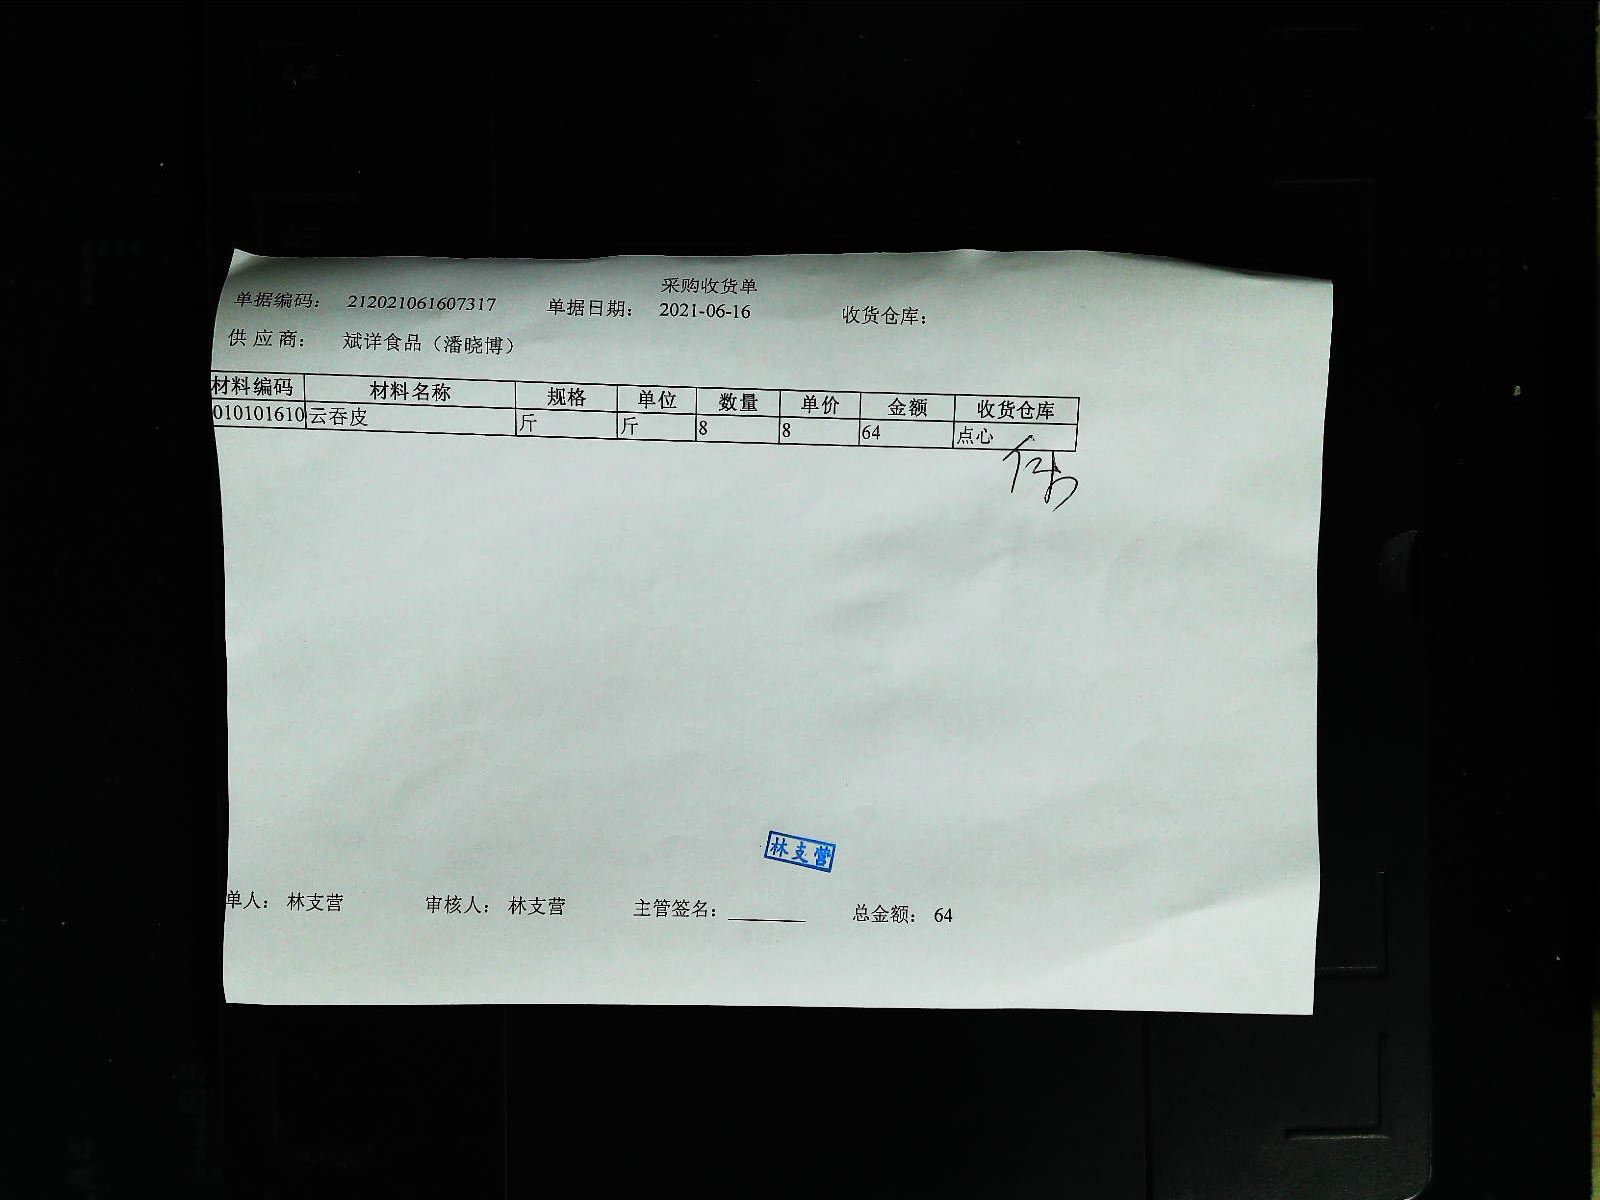 采购收货单
单据编码： 212021061607317 单据日期： 2021-06-16 收货仓库：
供应商： 斌详食品（潘晓博）
材料编码 材料名称 规格 单位 数量 单价 金额 收货仓库
010101610 云吞皮 斤 斤 8 8 64 点心
林支营
单人： 林支营 审核人： 林支营 主管签名： 总金额： 64